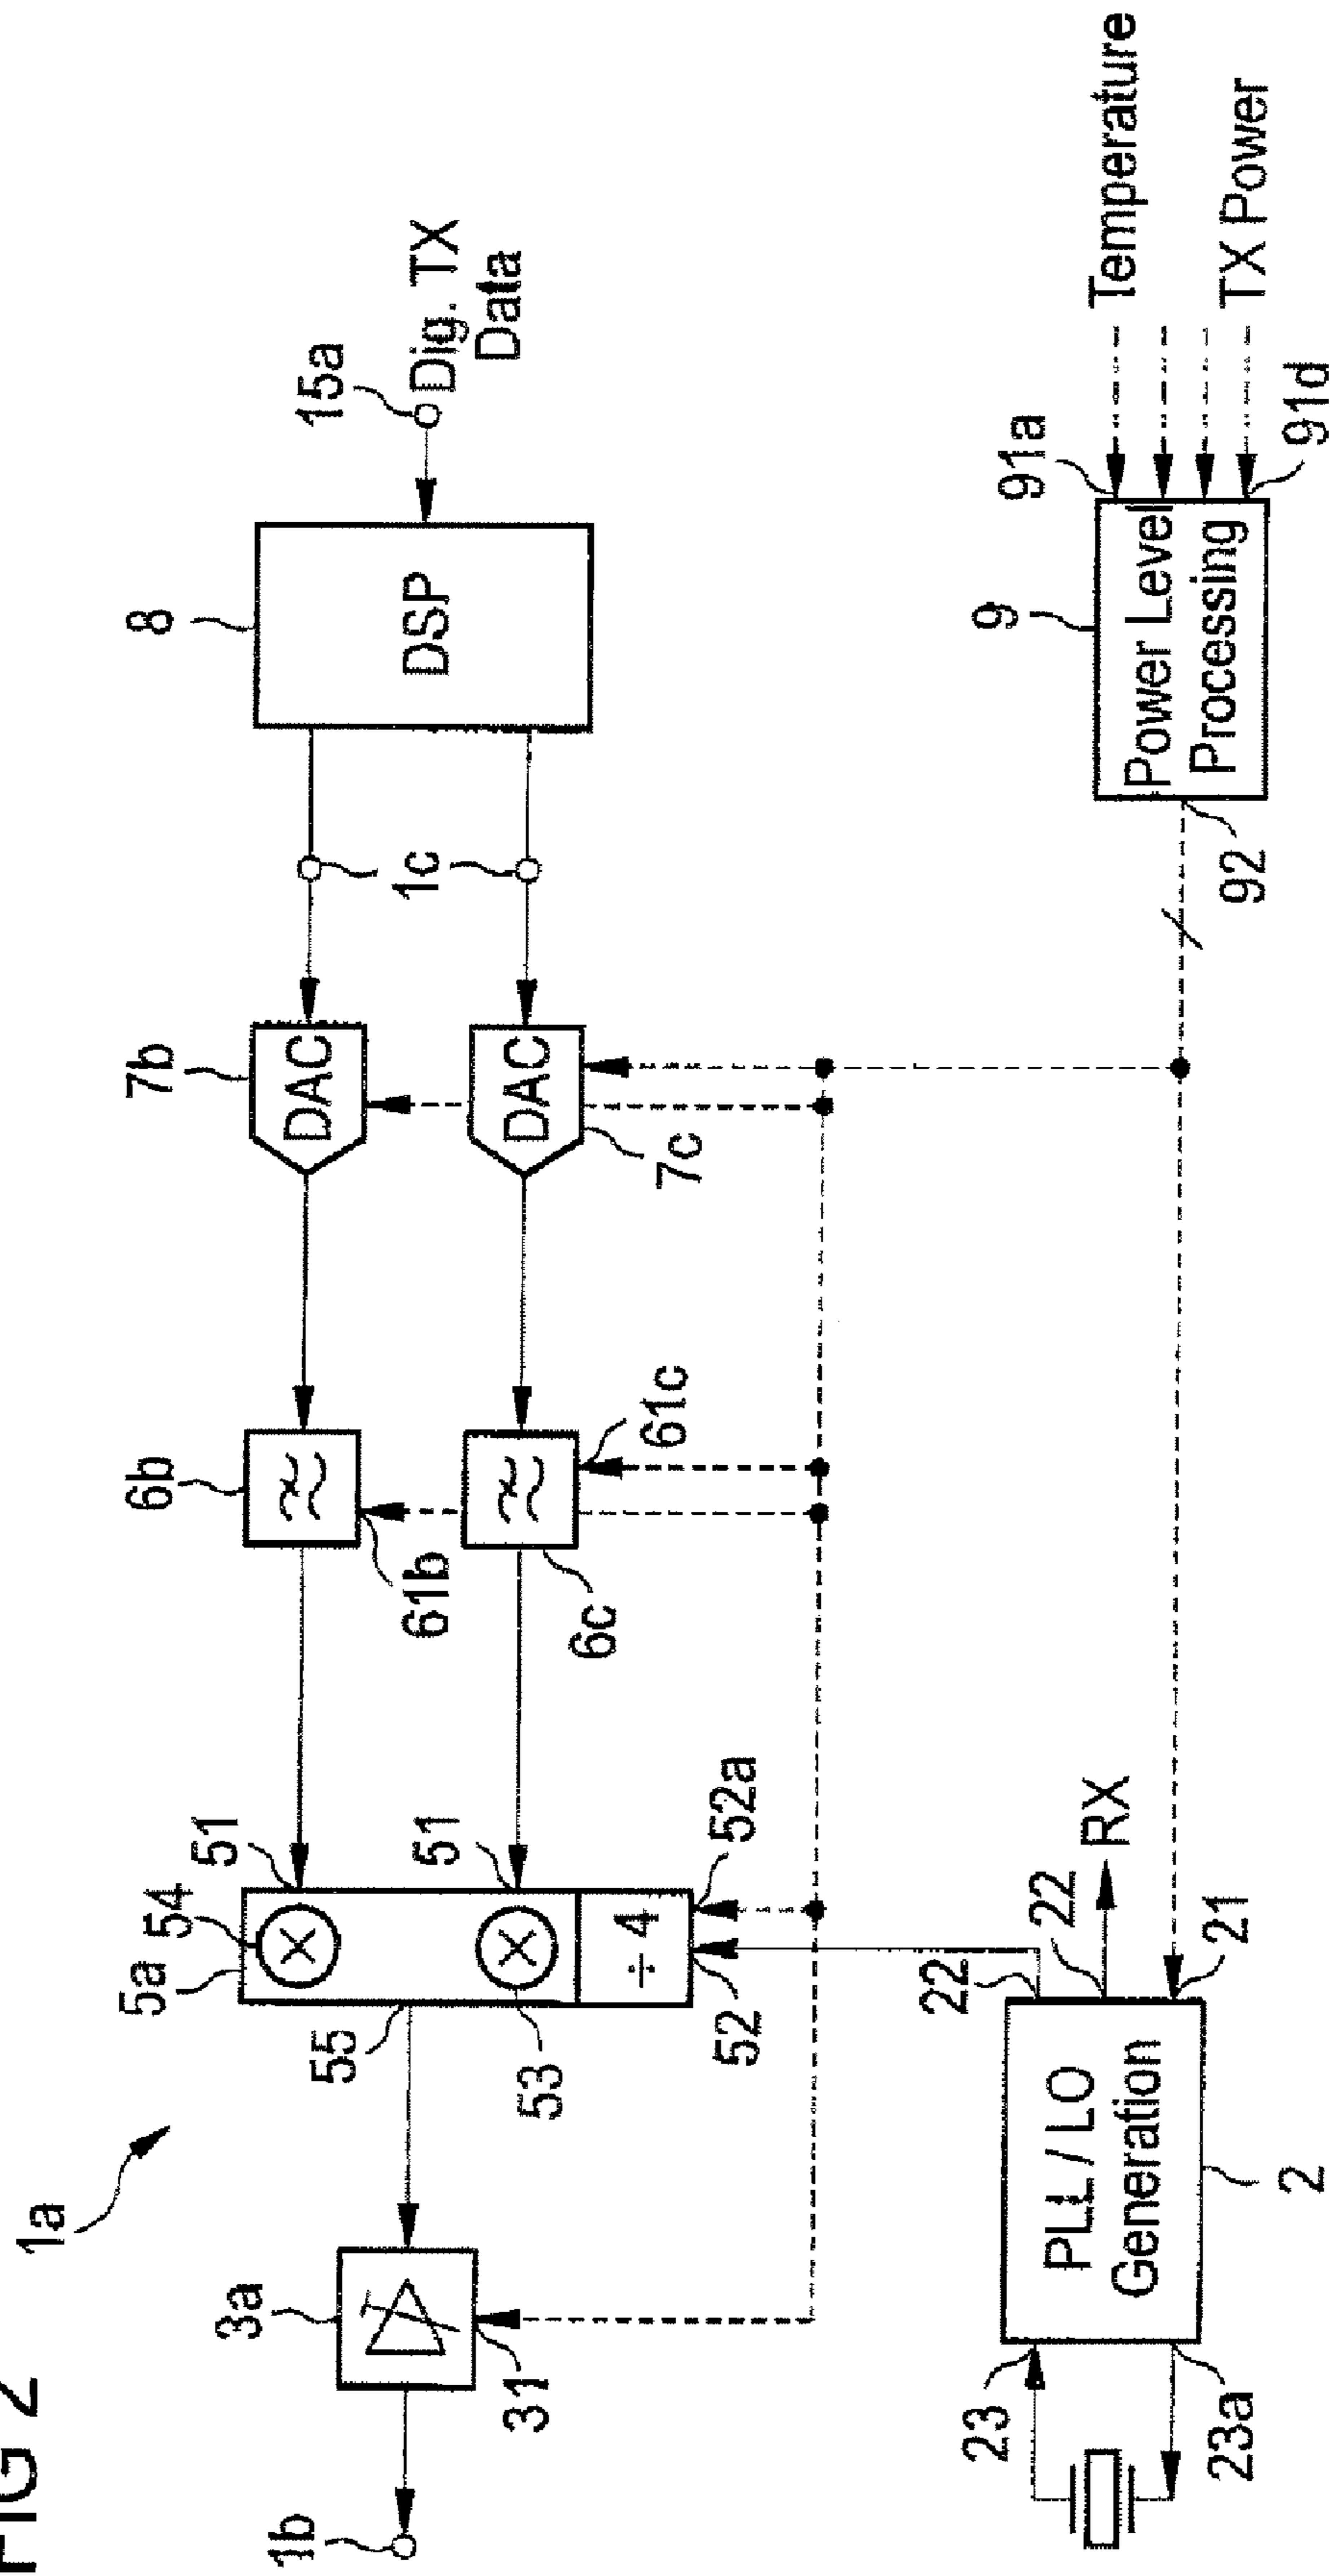 FIG 2
1a
8
15a
Dig. TX
Data
DSP
1c
7b
DAC
DAC
7c
6b
61b
61c
6c
5a
54
51
51
52a
÷ 4
52
53
55
3a
31
1b
9
91a
Temperature
Power Level
Processing
TX Power
91d
92
22
22
RX
21
PLL / LO
Generation
2
23
23a